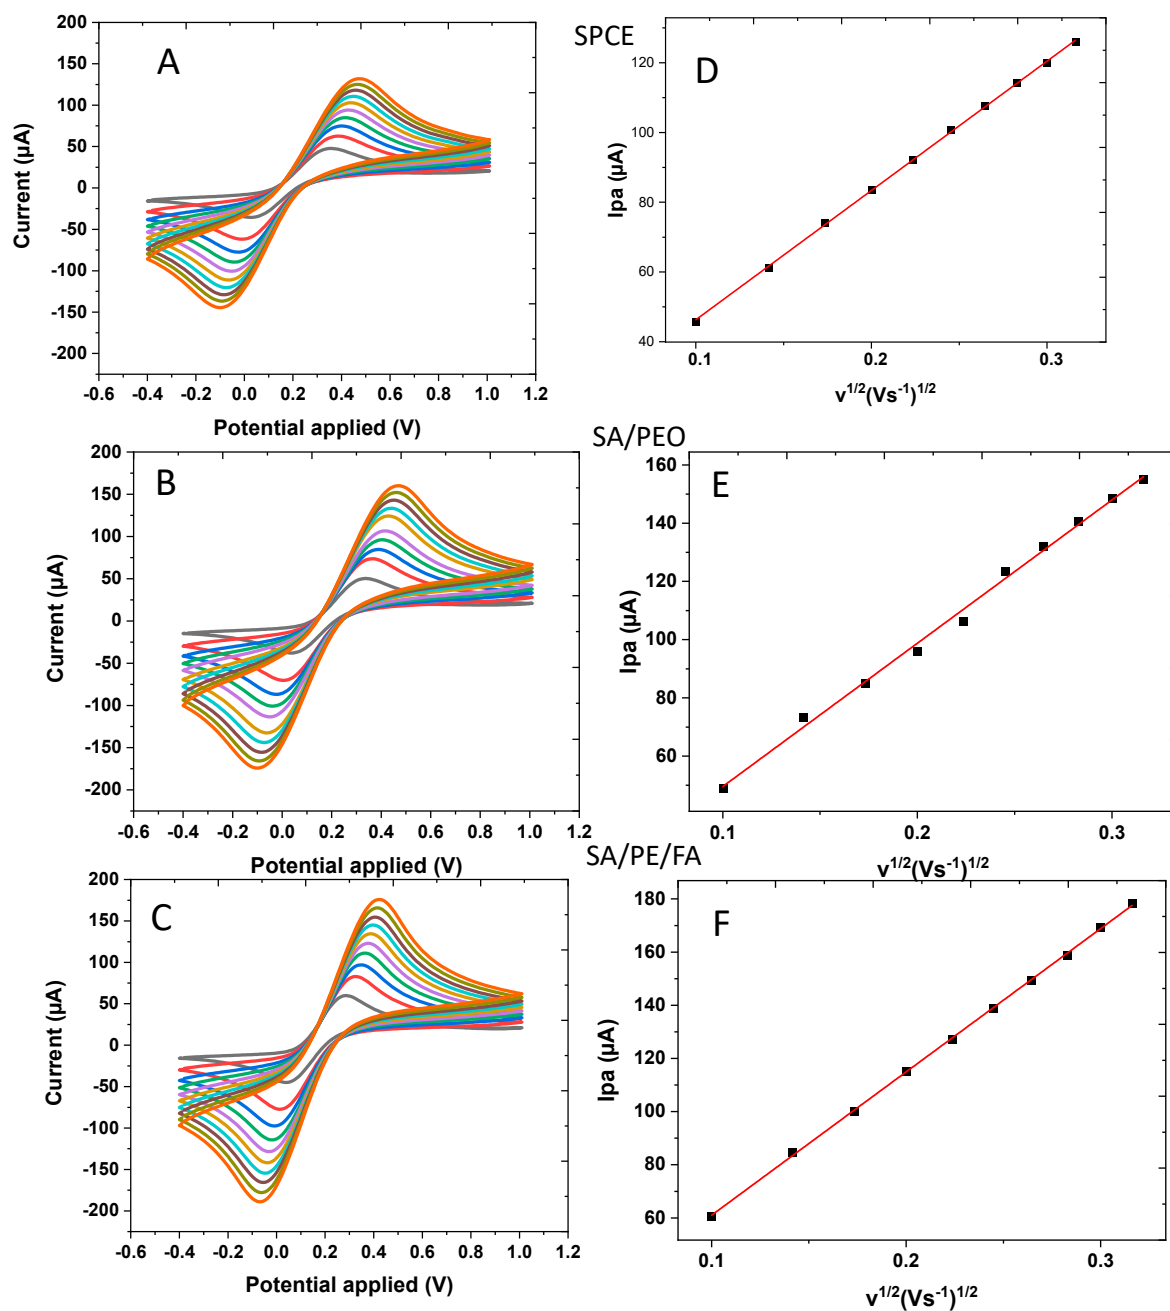 SPCE
A
200
150
100
50
0
-50
-100
-150
-200
Current (µA)
-0.6 -0.4 -0.2 0.0 0.2 0.4 0.6 0.8 1.0 1.2
Potential applied (V)
D
120
100
80
60
40
Ipa (µA)
0.1 0.2 0.3
v^1/2(Vs^-1)^1/2
SA/PEO
B
200
150
100
50
0
-50
-100
-150
-200
Current (µA)
-0.6 -0.4 -0.2 0.0 0.2 0.4 0.6 0.8 1.0 1.2
Potential applied (V)
E
160
140
120
100
80
60
Ipa (µA)
0.1 0.2 0.3
v^1/2(Vs^-1)^1/2
SA/PE/FA
C
200
150
100
50
0
-50
-100
-150
-200
Current (µA)
-0.6 -0.4 -0.2 0.0 0.2 0.4 0.6 0.8 1.0 1.2
Potential applied (V)
F
180
160
140
120
100
80
60
Ipa (µA)
0.1 0.2 0.3
v^1/2(Vs^-1)^1/2